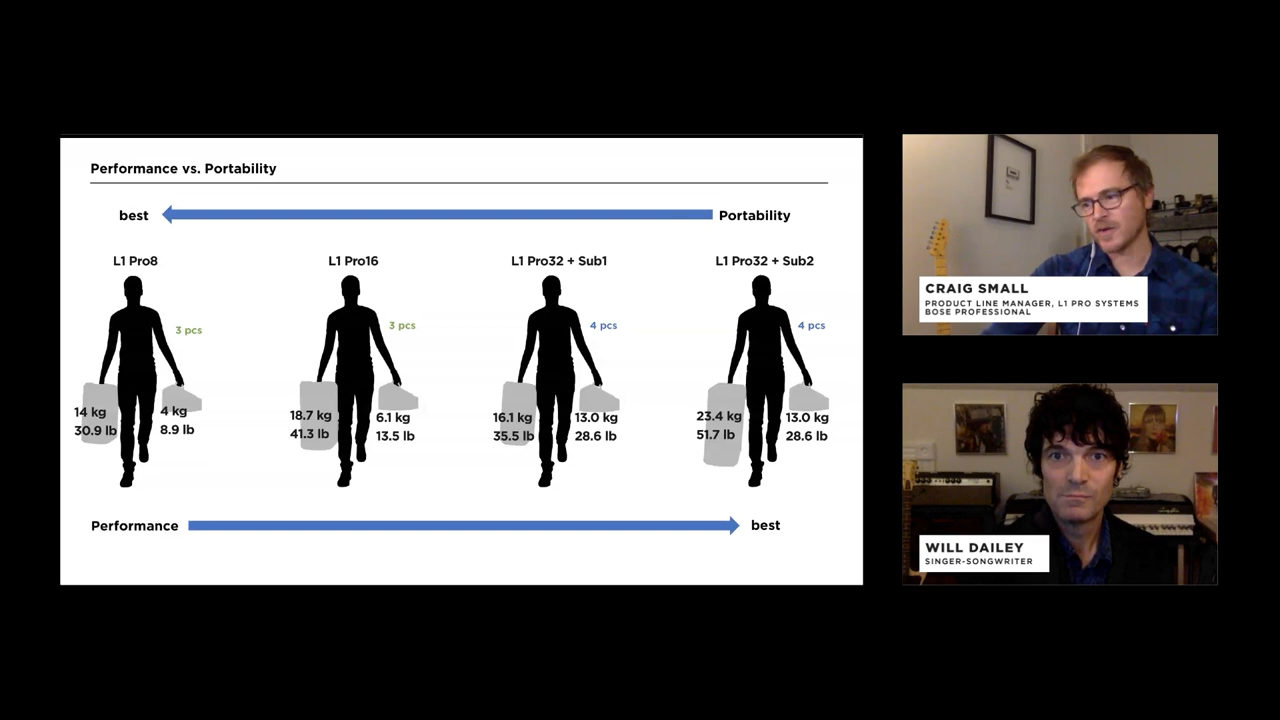 Performance vs. Portability
best
Portability
L1 Pro8
L1 Pro16
L1 Pro32 + Sub1
L1 Pro32 + Sub2
3 pcs
3 pcs
4 pcs
4 pcs
14 kg
30.9 lb
4 kg
8.9 lb
18.7 kg
41.3 lb
6.1 kg
13.5 lb
16.1 kg
35.5 lb
13.0 kg
28.6 lb
23.4 kg
51.7 lb
13.0 kg
28.6 lb
Performance
best
CRAIG SMALL
PRODUCT LINE MANAGER, L1 PRO SYSTEMS
BOSE PROFESSIONAL
WILL DAILEY
SINGER-SONGWRITER